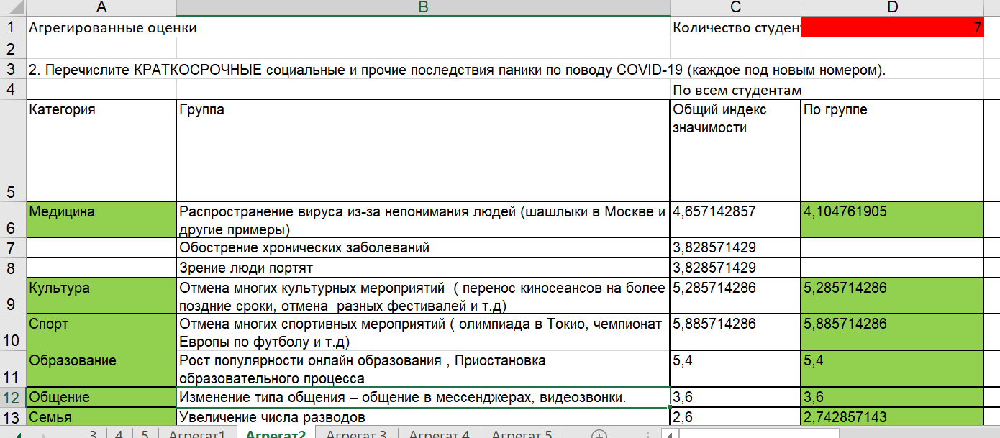 A B C D
1 Агрегированные оценки Количество студен 7
2
3 2. Перечислите КРАТКОСРОЧНЫЕ социальные и прочие последствия паники по поводу COVID-19 (каждое под новым номером).
4 По всем студентам
Категория Группа Общий индекс По группе
значимости
5
Медицина Распространение вируса из-за непонимания людей (шашлыки в Москве и 4,657142857 4,104761905
6 другие примеры)
7 Обострение хронических заболеваний 3,828571429
8 Зрение люди портят 3,828571429
Культура Отмена многих культурных мероприятий ( перенос киносеансов на более 5,285714286 5,285714286
9 поздние сроки, отмена разных фестивалей и т.д)
Спорт Отмена многих спортивных мероприятий ( олимпиада в Токио, чемпионат 5,885714286 5,885714286
10 Европы по футболу и т.д)
Образование Рост популярности онлайн образования , Приостановка 5,4 5,4
11 образовательного процесса
12 Общение Изменение типа общения – общение в мессенджерах, видеозвонки. 3,6 3,6
13 Семья Увеличение числа разводов 2,6 2,742857143
3 4 5 Агрегат1 Агрегат2 Агрегат 3 Агрегат 4 Агрегат 5